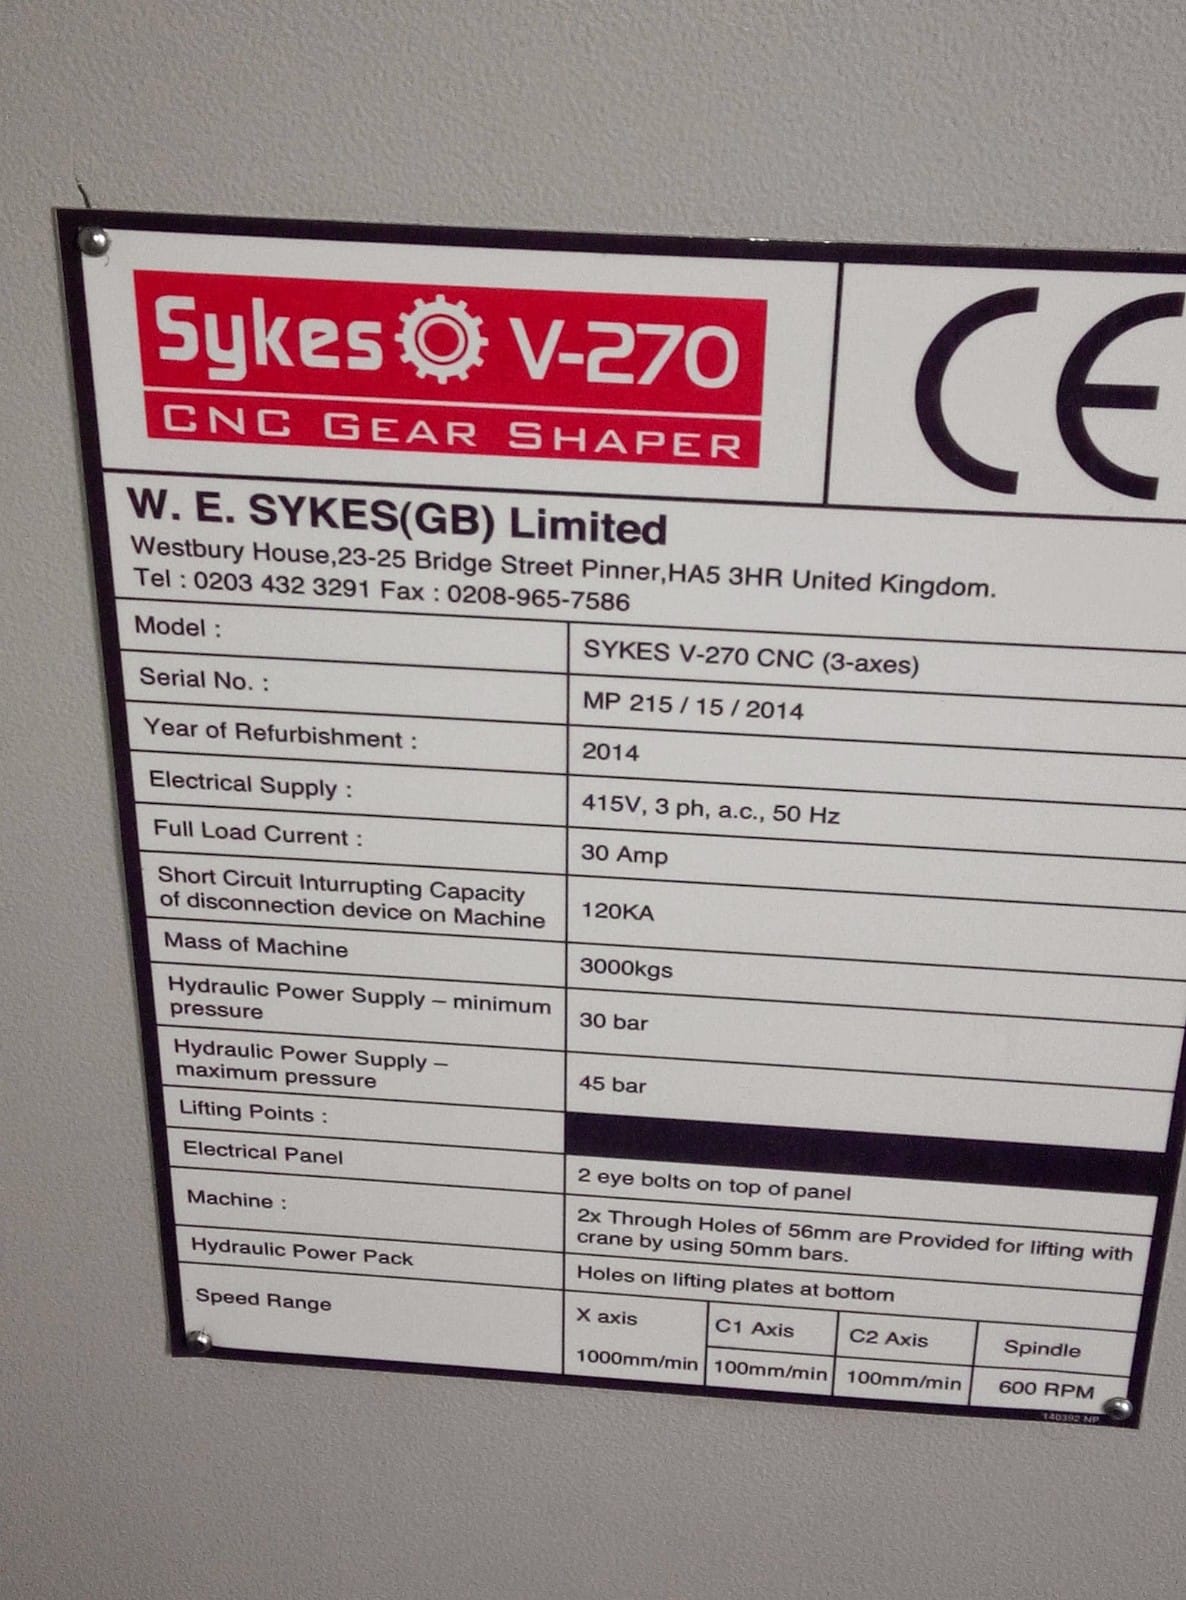 Sykes V-270
CNC GEAR SHAPER
CE
W. E. SYKES(GB) Limited
Westbury House,23-25 Bridge Street Pinner,HA5 3HR United Kingdom.
Tel : 0203 432 3291 Fax : 0208-965-7586
Model : SYKES V-270 CNC (3-axes)
Serial No. : MP 215 / 15 / 2014
Year of Refurbishment : 2014
Electrical Supply : 415V, 3 ph, a.c., 50 Hz
Full Load Current : 30 Amp
Short Circuit Inturrupting Capacity
of disconnection device on Machine 120KA
Mass of Machine 3000kgs
Hydraulic Power Supply – minimum
pressure 30 bar
Hydraulic Power Supply –
maximum pressure 45 bar
Lifting Points :
Electrical Panel 2 eye bolts on top of panel
Machine : 2x Through Holes of 56mm are Provided for lifting with
crane by using 50mm bars.
Hydraulic Power Pack Holes on lifting plates at bottom
Speed Range X axis C1 Axis C2 Axis Spindle
1000mm/min 100mm/min 100mm/min 600 RPM
140392 NP